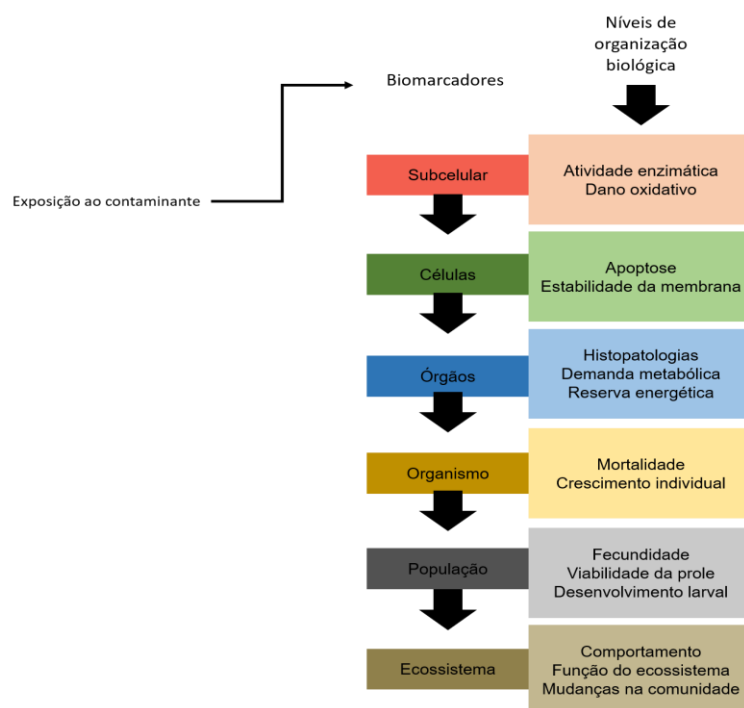 Níveis de
organização
biológica
Biomarcadores
Exposição ao contaminante
Subcelular
Atividade enzimática
Dano oxidativo
Células
Apoptose
Estabilidade da membrana
Órgãos
Histopatologias
Demanda metabólica
Reserva energética
Organismo
Mortalidade
Crescimento individual
População
Fecundidade
Viabilidade da prole
Desenvolvimento larval
Ecossistema
Comportamento
Função do ecossistema
Mudanças na comunidade